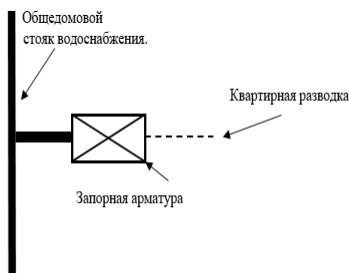 Общедомовой
стояк водоснабжения.
Квартирная разводка
Запорная арматура